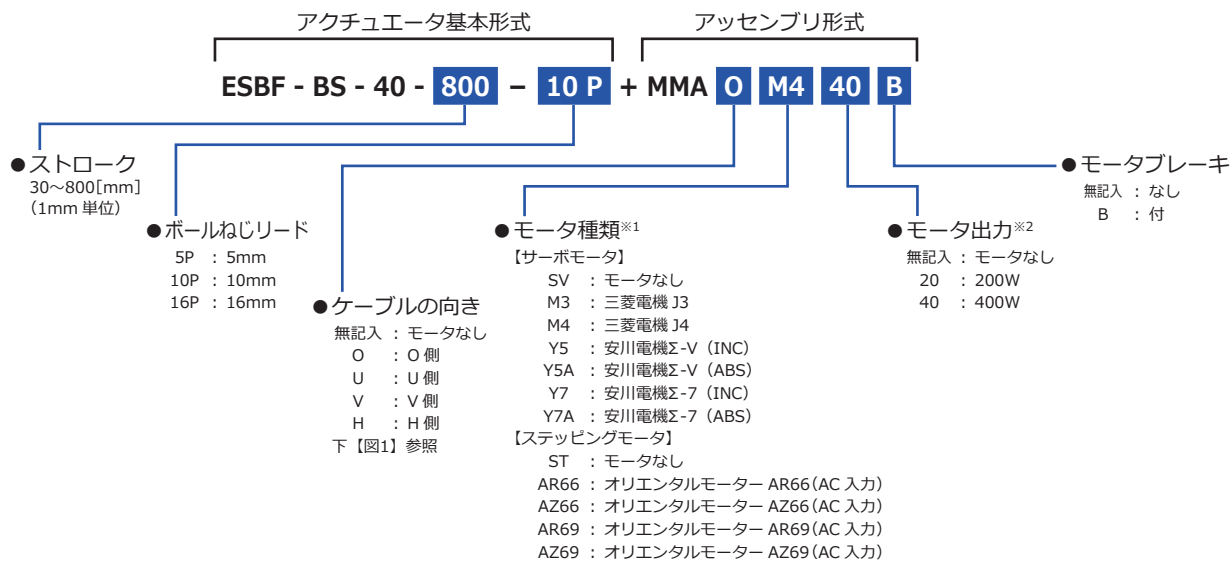 アクチュエータ基本形式
アッセンブリ形式
ESBF - BS - 40 - 800 − 10 P + MMA O M4 40 B
●ストローク
30～800[mm]
（1mm 単位）
●ボールねじリード
5P ： 5mm
10P ： 10mm
16P ： 16mm
●ケーブルの向き
無記入 ： モータなし
O ： O 側
U ： U 側
V ： V 側
H ： H 側
下【図1】参照
●モータ種類※1
【サーボモータ】
SV ： モータなし
M3 ： 三菱電機 J3
M4 ： 三菱電機 J4
Y5 ： 安川電機Σ-V（INC）
Y5A ： 安川電機Σ-V（ABS）
Y7 ： 安川電機Σ-7（INC）
Y7A ： 安川電機Σ-7（ABS）
【ステッピングモータ】
ST ： モータなし
AR66 ： オリエンタルモーター AR66（AC 入力）
AZ66 ： オリエンタルモーター AZ66（AC 入力）
AR69 ： オリエンタルモーター AR69（AC 入力）
AZ69 ： オリエンタルモーター AZ69（AC 入力）
●モータ出力※2
無記入 ： モータなし
20 ： 200W
40 ： 400W
●モータブレーキ
無記入 ： なし
B ： 付